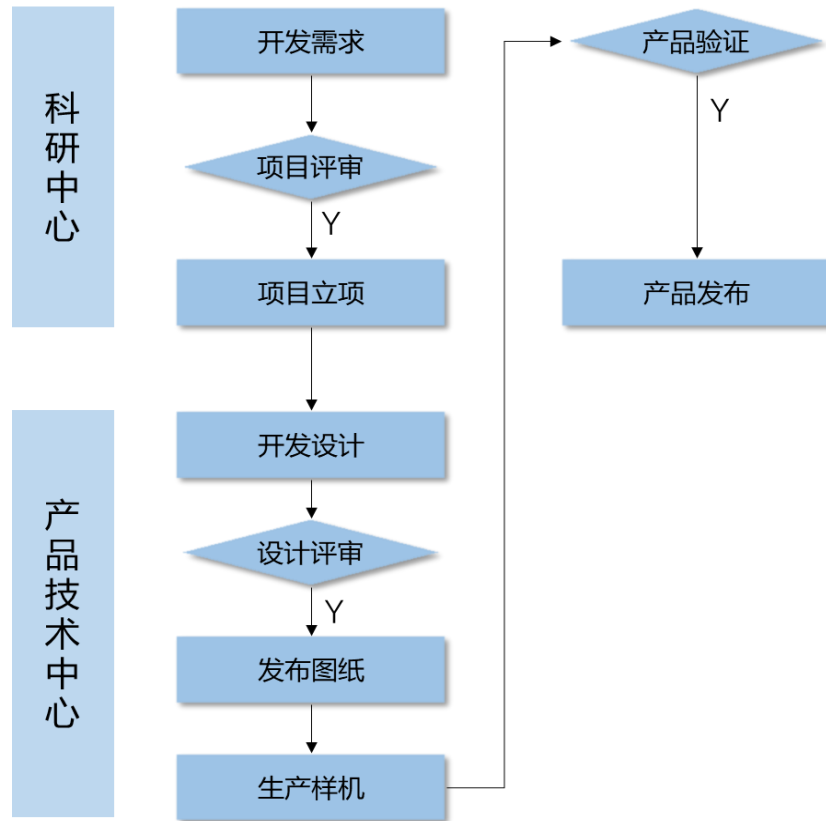 科研中心
开发需求
项目评审
Y
项目立项
产品技术中心
开发设计
设计评审
Y
发布图纸
生产样机
产品验证
Y
产品发布